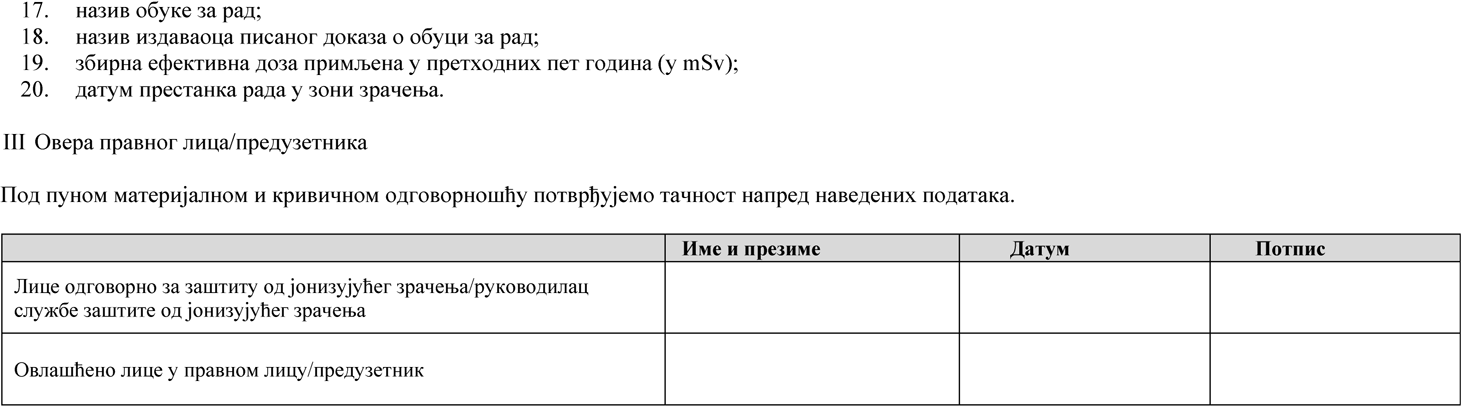 17. назив обуке за рад;
18. назив издаваоца писаног доказа о обуци за рад;
19. збирна ефективна доза примљена у претходних пет година (у mSv);
20. датум престанка рада у зони зрачења.
III Овера правног лица/предузетника
Под пуном материјалном и кривичном одговорношћу потврђујемо тачност напред наведених података.
Име и презиме Датум Потпис
Лице одговорно за заштиту од јонизујућег зрачења/руководилац
службе заштите од јонизујућег зрачења
Овлашћено лице у правном лицу/предузетник